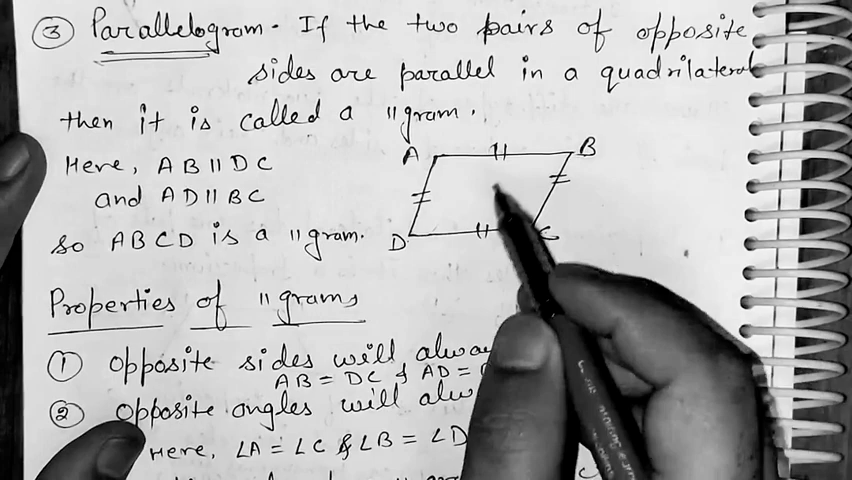 ③ Parallelogram. If the two pairs of opposite
sides are parallel in a quadrilateral
then it is called a ||gram.
Here, AB || DC
and AD || BC
So ABCD is a ||gram.
A B
D C
Properties of ||grams
① Opposite sides will
AB = DC & AD =
② Opposite angles will
Here, ∠A = ∠C & ∠B = ∠D